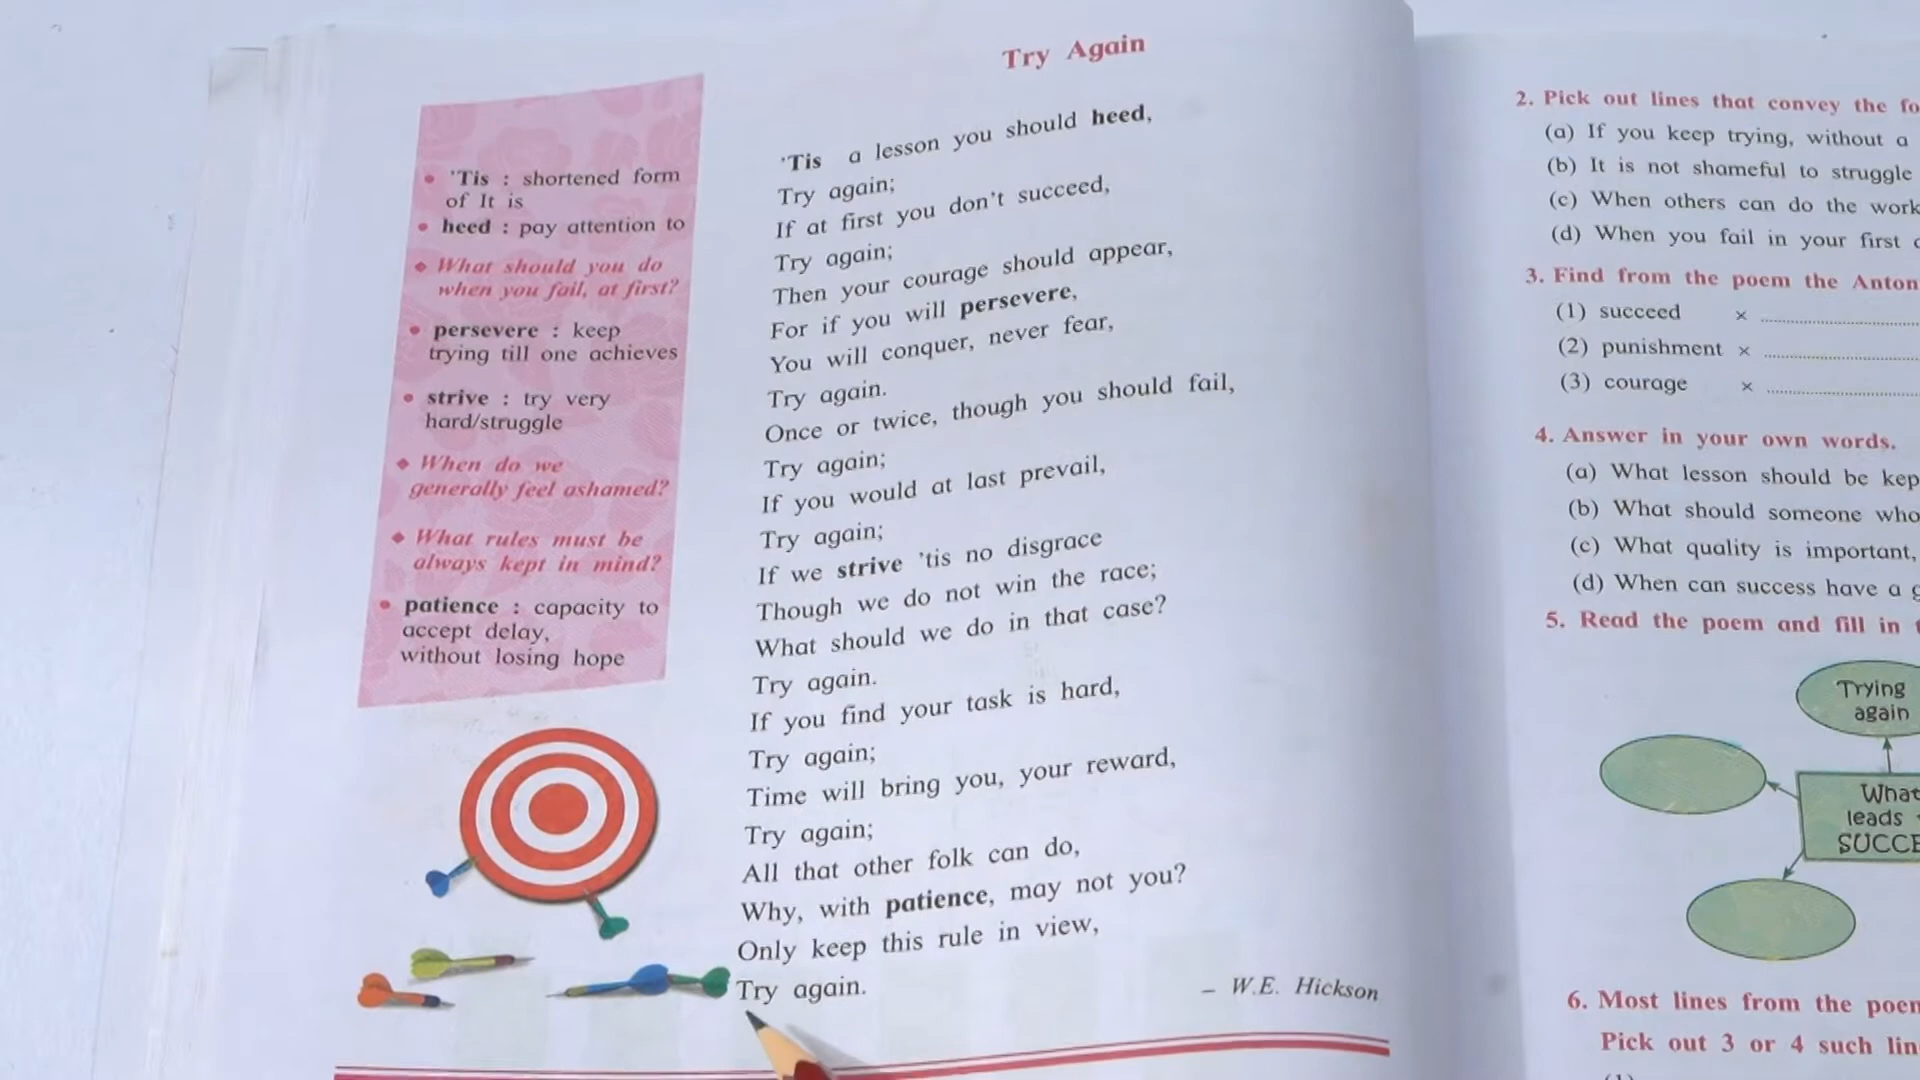 Try Again
'Tis : shortened form
of It is
heed : pay attention to
What should you do
when you fail, at first?
persevere : keep
trying till one achieves
strive : try very
hard/struggle
When do we
generally feel ashamed?
What rules must be
always kept in mind?
patience : capacity to
accept delay,
without losing hope
'Tis a lesson you should heed,
Try again;
If at first you don't succeed,
Try again;
Then your courage should appear,
For if you will persevere,
You will conquer, never fear,
Try again.
Once or twice, though you should fail,
Try again;
If you would at last prevail,
Try again;
If we strive 'tis no disgrace
Though we do not win the race;
What should we do in that case?
Try again.
If you find your task is hard,
Try again;
Time will bring you, your reward,
Try again;
All that other folk can do,
Why, with patience, may not you?
Only keep this rule in view,
Try again.
– W.E. Hickson
2. Pick out lines that convey the
(a) If you keep trying, without a
(b) It is not shameful to struggle
(c) When others can do the work
(d) When you fail in your first
3. Find from the poem the
(1) succeed ×
(2) punishment ×
(3) courage ×
4. Answer in your own words.
(a) What lesson should be
(b) What should someone who
(c) What quality is important,
(d) When can success have a
5. Read the poem and fill in
Trying
again
What
leads
6. Most lines from the
Pick out 3 or 4 such